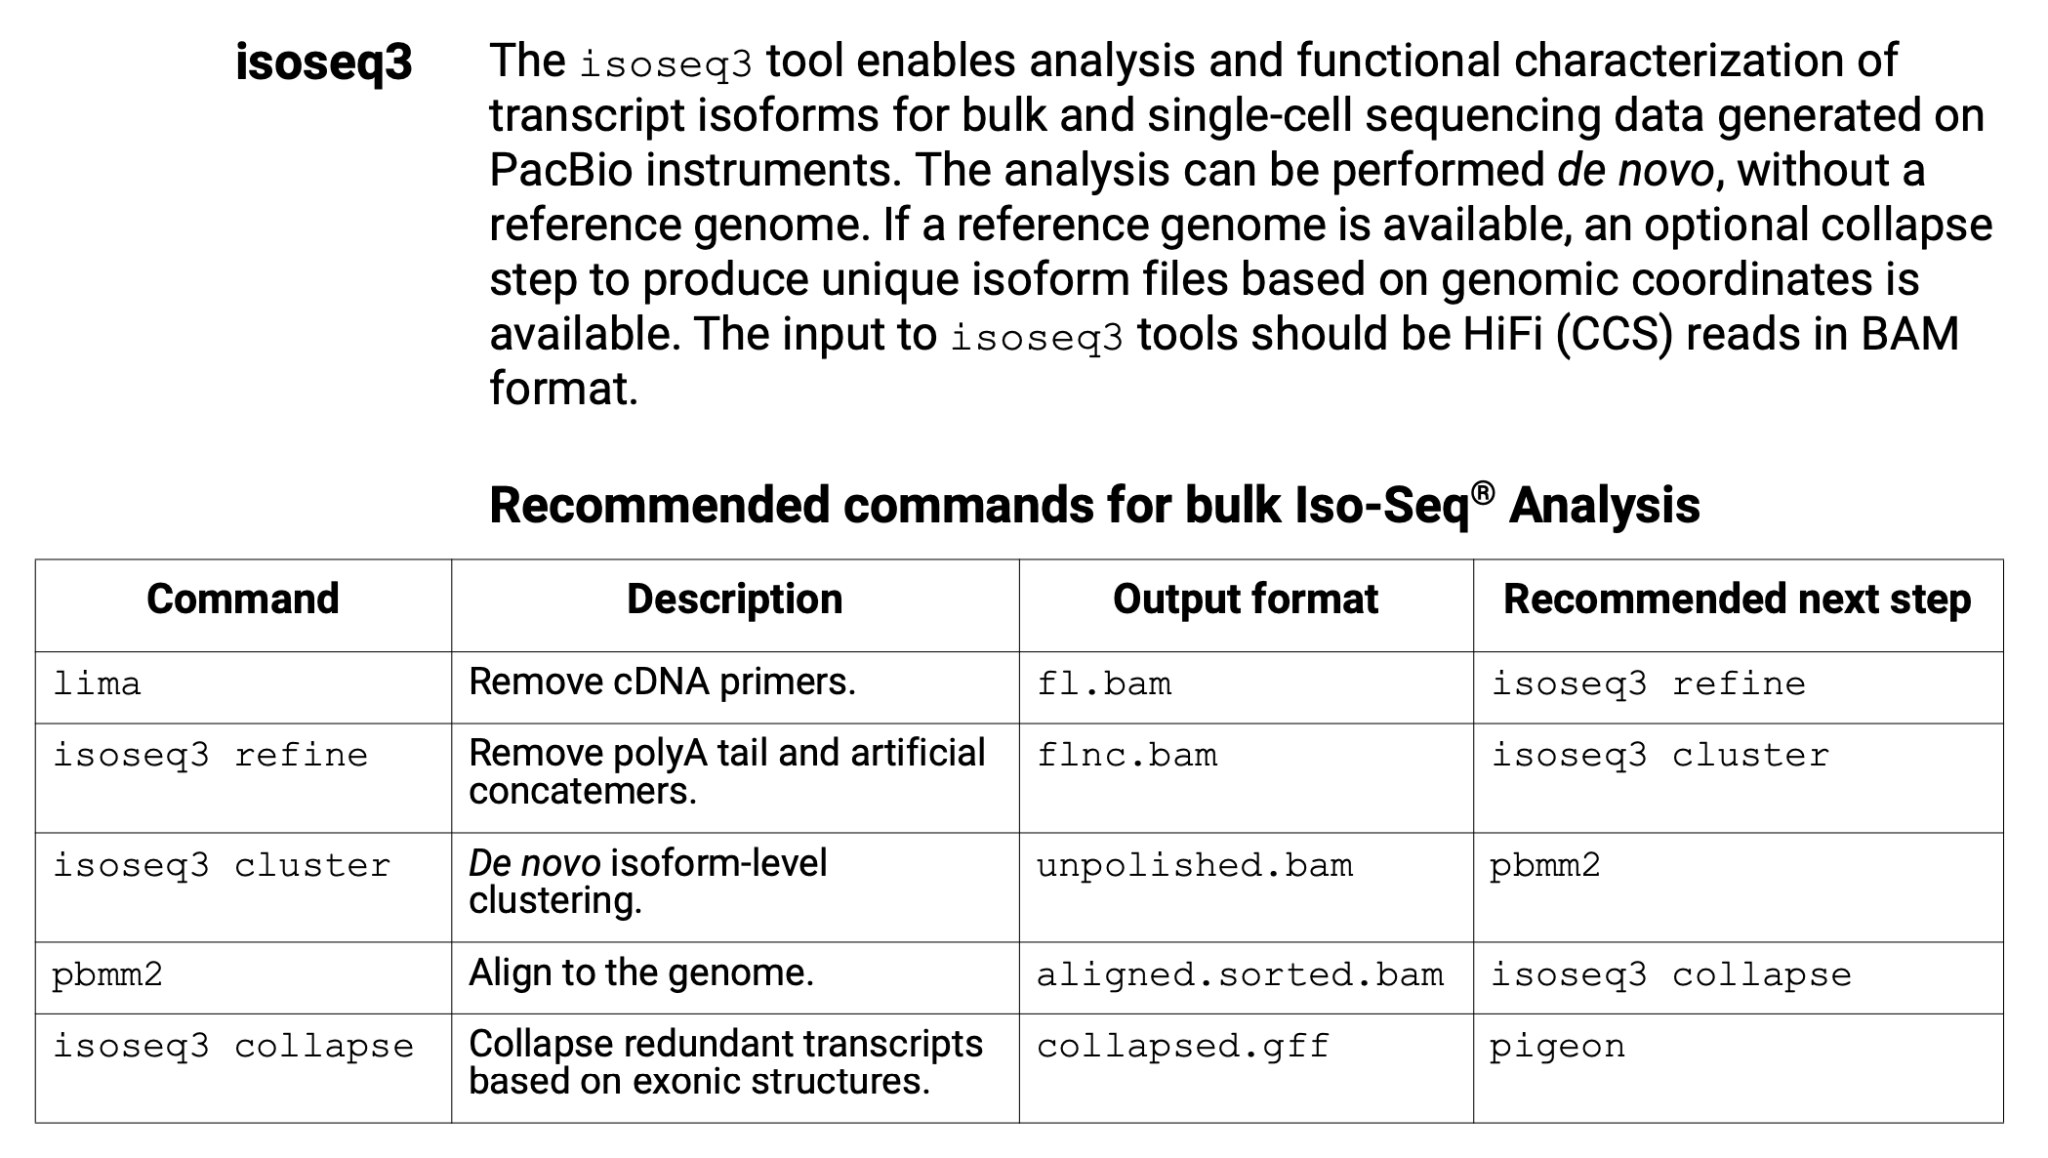 isoseq3
The isoseq3 tool enables analysis and functional characterization of
transcript isoforms for bulk and single-cell sequencing data generated on
PacBio instruments. The analysis can be performed de novo, without a
reference genome. If a reference genome is available, an optional collapse
step to produce unique isoform files based on genomic coordinates is
available. The input to isoseq3 tools should be HiFi (CCS) reads in BAM
format.
Recommended commands for bulk Iso-Seq® Analysis
Command Description Output format Recommended next step
lima Remove cDNA primers. fl.bam isoseq3 refine
isoseq3 refine Remove polyA tail and artificial flnc.bam isoseq3 cluster
concatemers.
isoseq3 cluster De novo isoform-level unpolished.bam pbmm2
clustering.
pbmm2 Align to the genome. aligned.sorted.bam isoseq3 collapse
isoseq3 collapse Collapse redundant transcripts collapsed.gff pigeon
based on exonic structures.